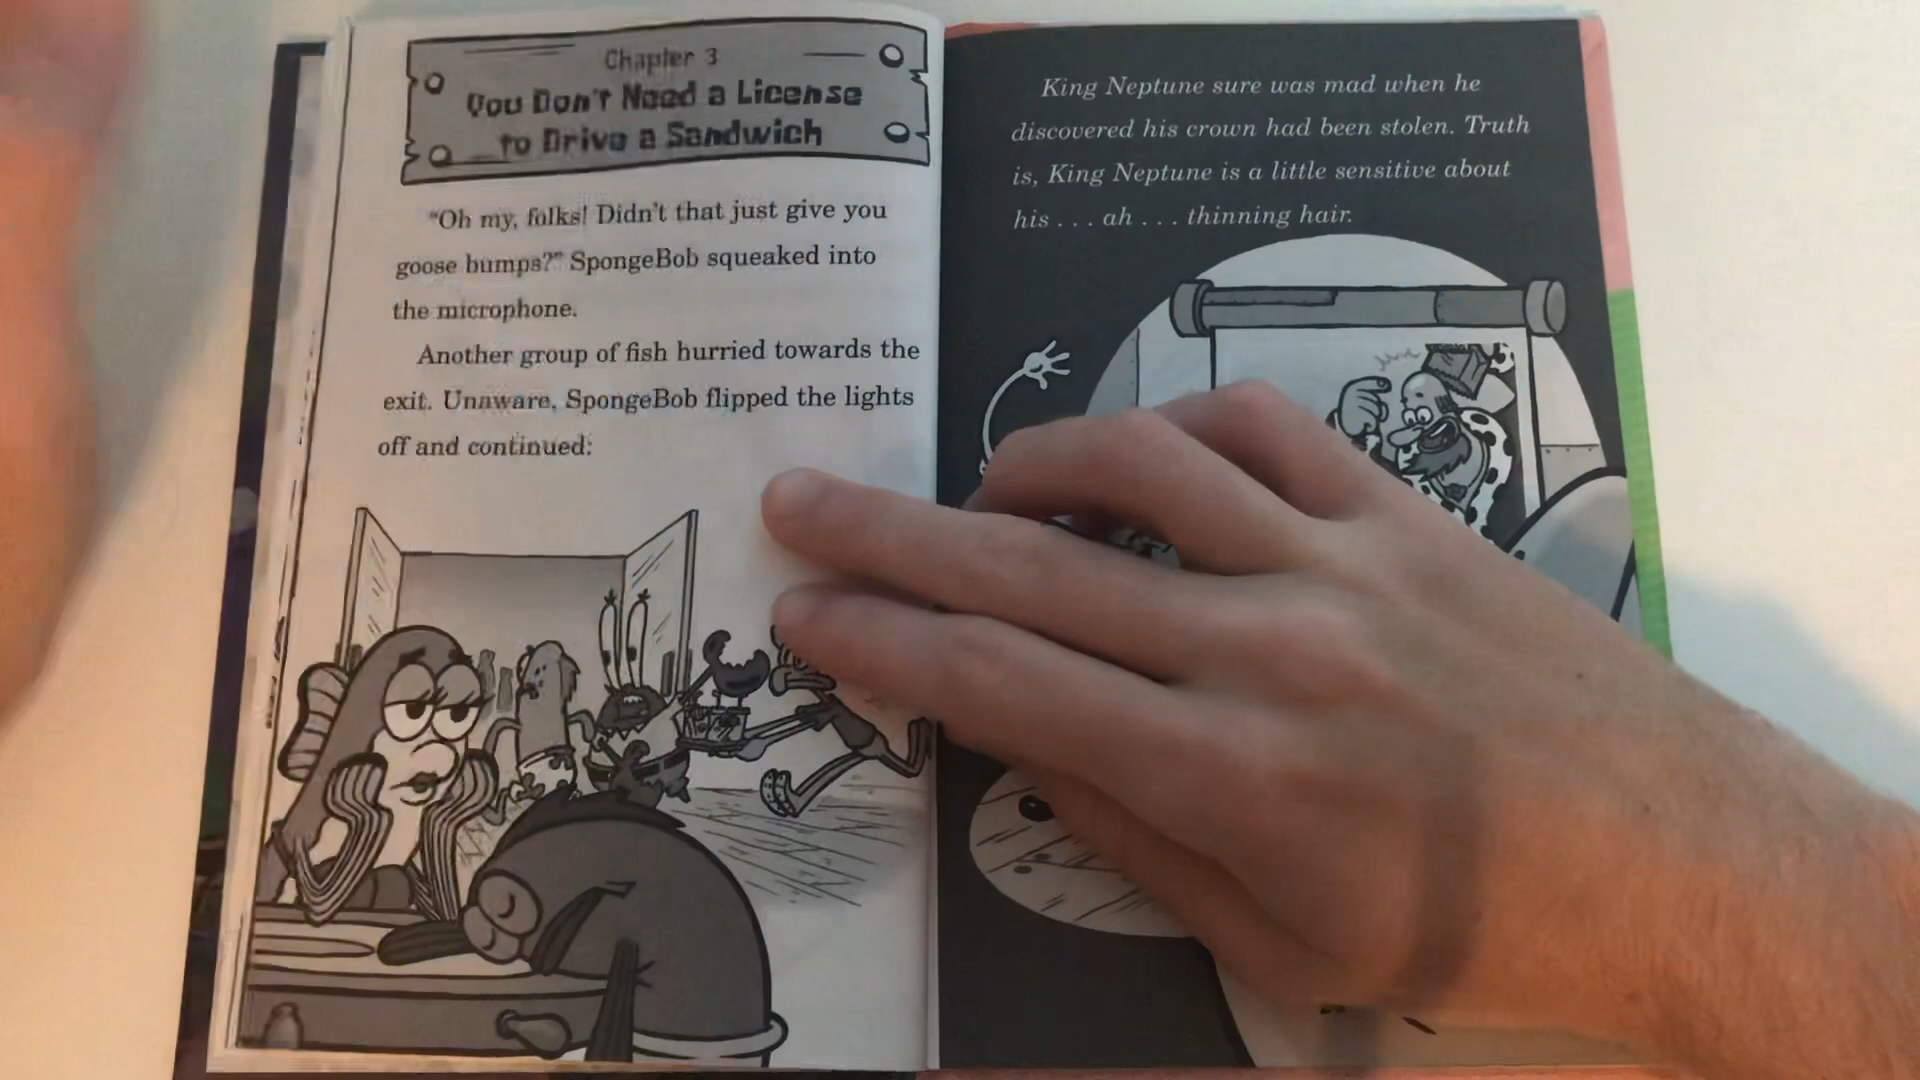 Chapter 3
You Don't Need a License
to Drive a Sandwich
"Oh my, folks! Didn't that just give you
goose bumps?" SpongeBob squeaked into
the microphone.
Another group of fish hurried towards the
exit. Unaware, SpongeBob flipped the lights
off and continued:
King Neptune sure was mad when he
discovered his crown had been stolen. Truth
is, King Neptune is a little sensitive about
his . . . ah . . . thinning hair.